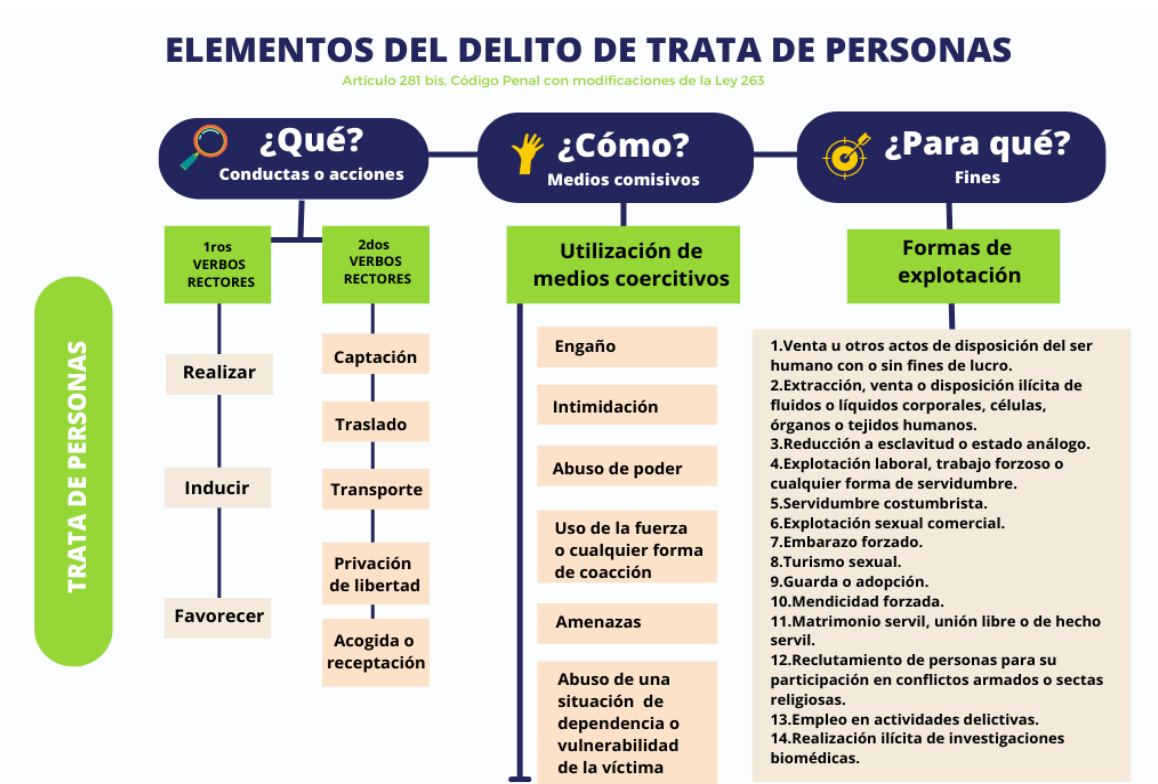 ELEMENTOS DEL DELITO DE TRATA DE PERSONAS
Artículo 281 bis, Código Penal con modificaciones de la Ley 263
¿Qué?
Conductas o acciones
¿Cómo?
Medios comisivos
¿Para qué?
Fines
TRATA DE PERSONAS
1ros
VERBOS
RECTORES
Realizar
Inducir
Favorecer
2dos
VERBOS
RECTORES
Captación
Traslado
Transporte
Privación
de libertad
Acogida o
receptación
Utilización de
medios coercitivos
Engaño
Intimidación
Abuso de poder
Uso de la fuerza
o cualquier forma
de coacción
Amenazas
Abuso de una
situación de
dependencia o
vulnerabilidad
de la víctima
Formas de
explotación
1.Venta u otros actos de disposición del ser
humano con o sin fines de lucro.
2.Extracción, venta o disposición ilícita de
fluidos o líquidos corporales, células,
órganos o tejidos humanos.
3.Reducción a esclavitud o estado análogo.
4.Explotación laboral, trabajo forzoso o
cualquier forma de servidumbre.
5.Servidumbre costumbrista.
6.Explotación sexual comercial.
7.Embarazo forzado.
8.Turismo sexual.
9.Guarda o adopción.
10.Mendicidad forzada.
11.Matrimonio servil, unión libre o de hecho
servil.
12.Reclutamiento de personas para su
participación en conflictos armados o sectas
religiosas.
13.Empleo en actividades delictivas.
14.Realización ilícita de investigaciones
biomédicas.